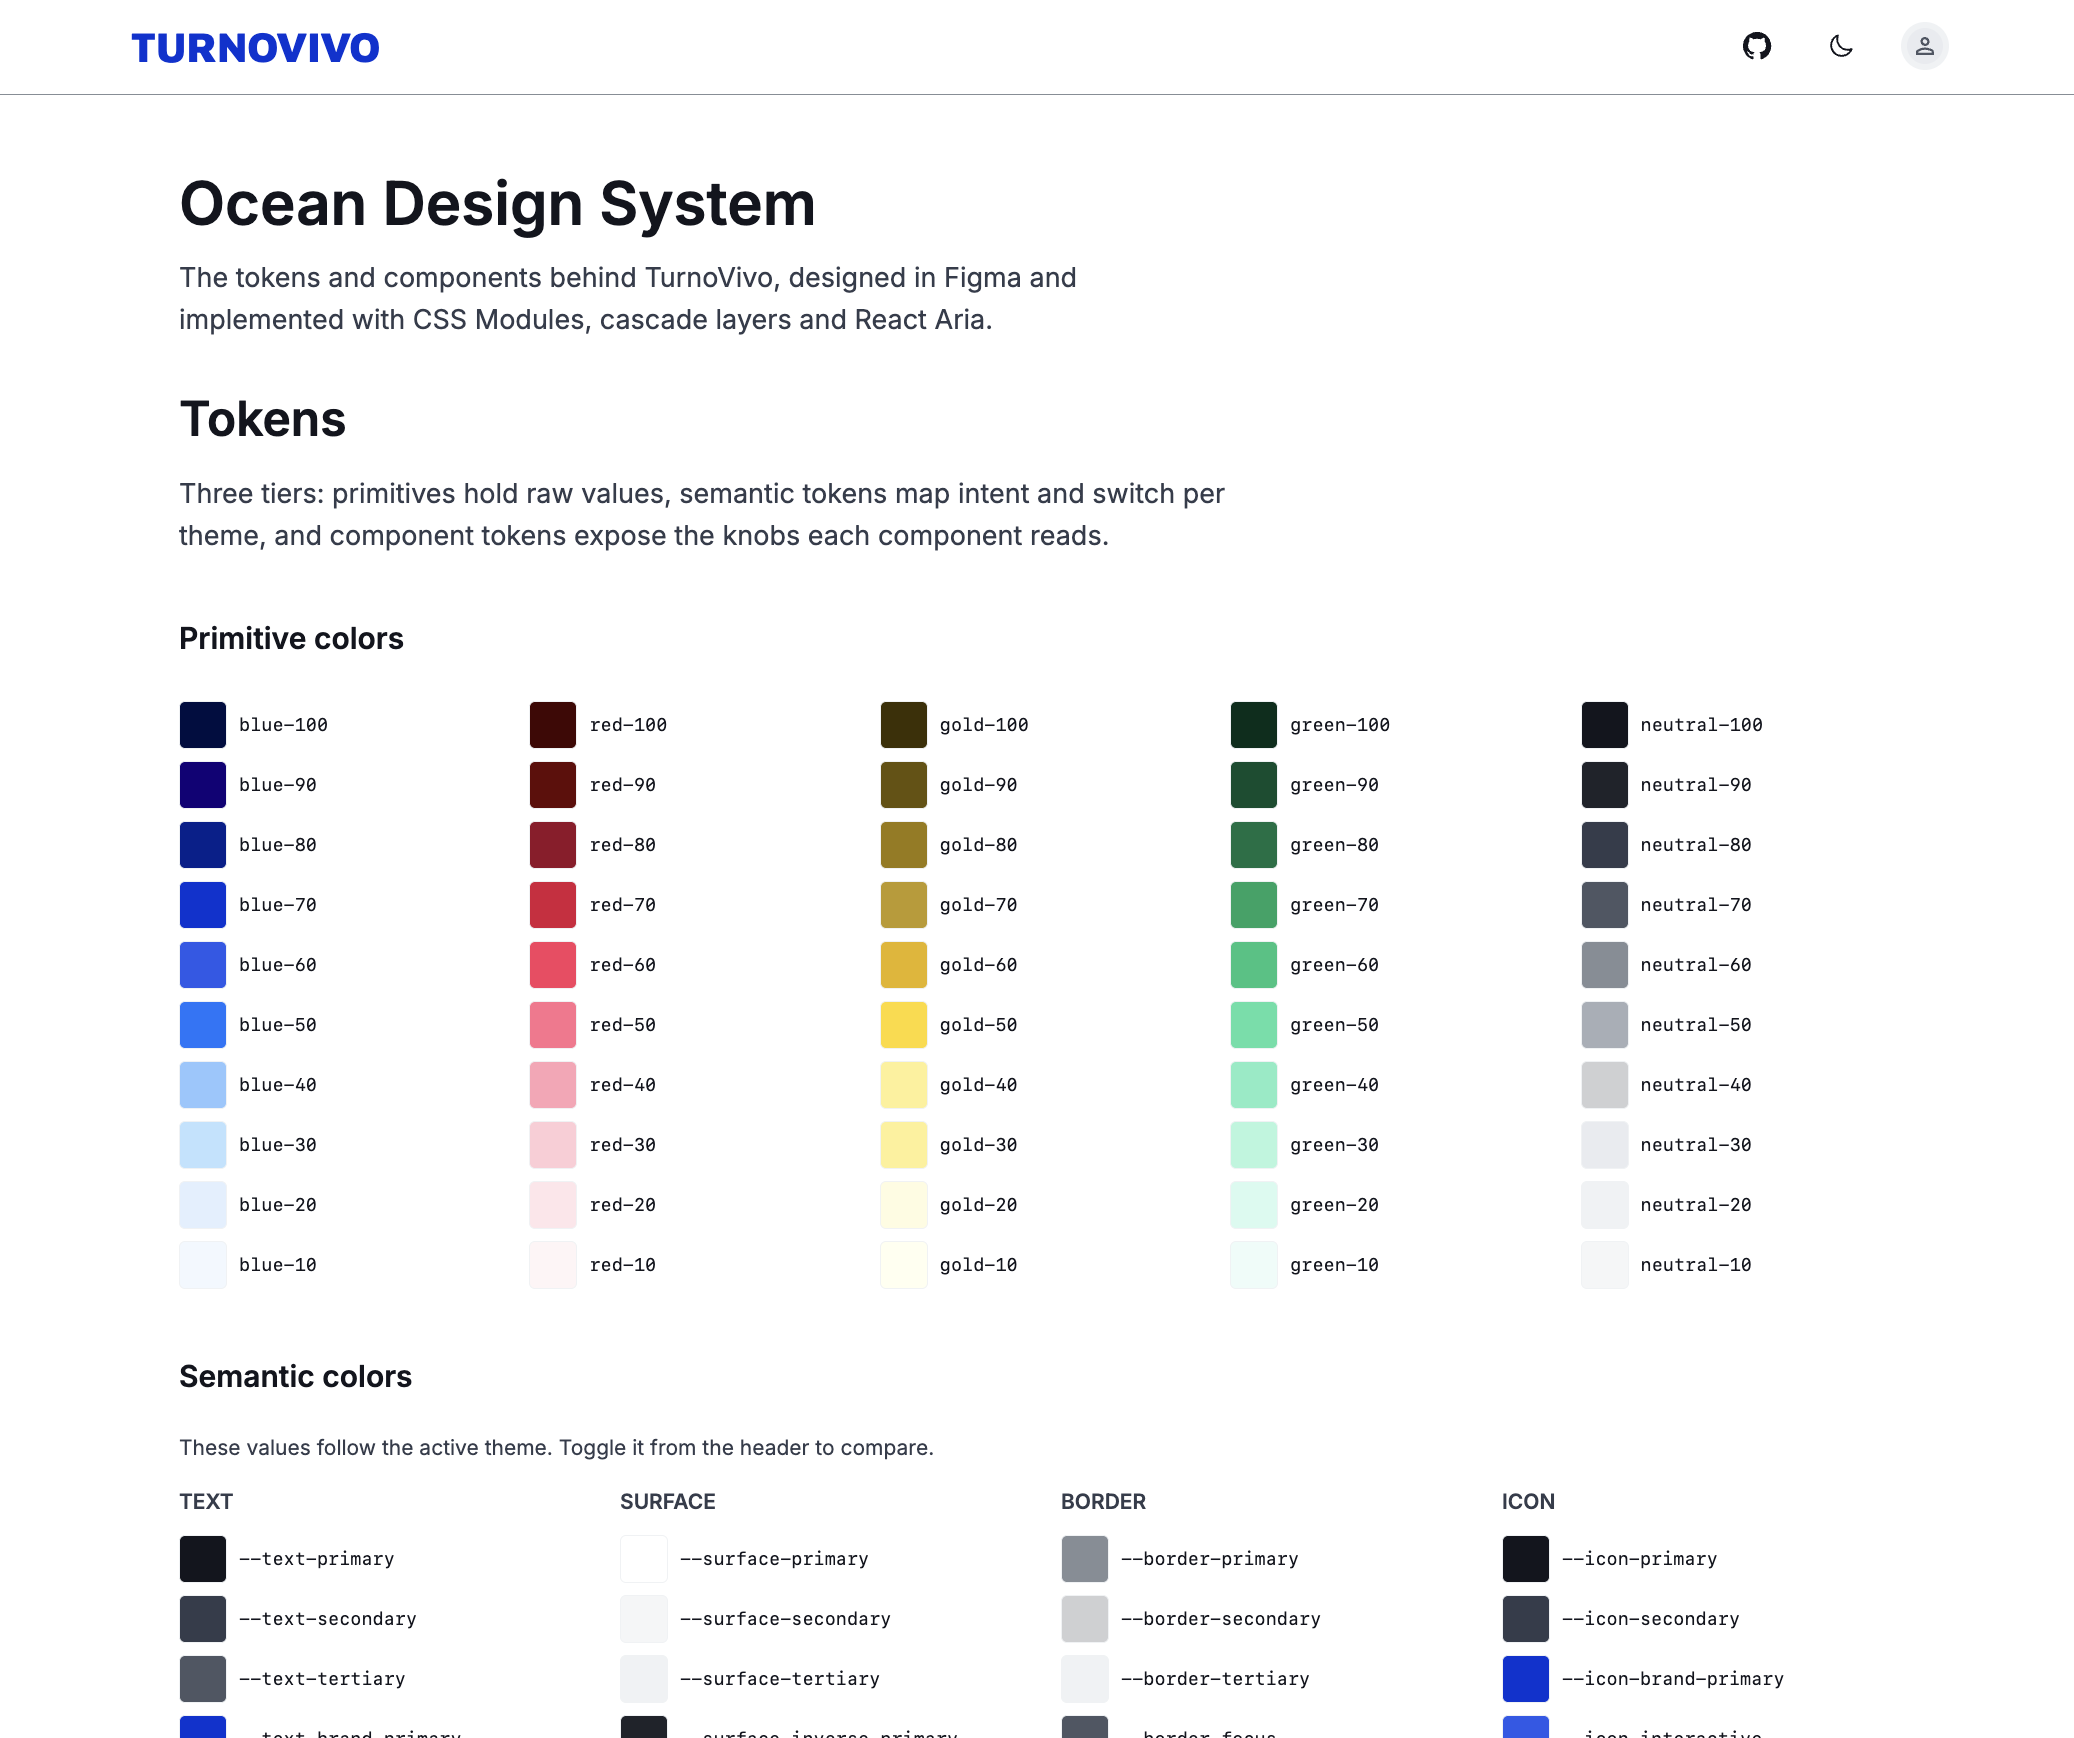 TURNOVIVO
Ocean Design System
The tokens and components behind TurnoVivo, designed in Figma and
implemented with CSS Modules, cascade layers and React Aria.
Tokens
Three tiers: primitives hold raw values, semantic tokens map intent and switch per
theme, and component tokens expose the knobs each component reads.
Primitive colors
blue-100 red-100 gold-100 green-100 neutral-100
blue-90 red-90 gold-90 green-90 neutral-90
blue-80 red-80 gold-80 green-80 neutral-80
blue-70 red-70 gold-70 green-70 neutral-70
blue-60 red-60 gold-60 green-60 neutral-60
blue-50 red-50 gold-50 green-50 neutral-50
blue-40 red-40 gold-40 green-40 neutral-40
blue-30 red-30 gold-30 green-30 neutral-30
blue-20 red-20 gold-20 green-20 neutral-20
blue-10 red-10 gold-10 green-10 neutral-10
Semantic colors
These values follow the active theme. Toggle it from the header to compare.
TEXT SURFACE BORDER ICON
--text-primary --surface-primary --border-primary --icon-primary
--text-secondary --surface-secondary --border-secondary --icon-secondary
--text-tertiary --surface-tertiary --border-tertiary --icon-brand-primary
--text-brand-primary --surface-inverse-primary --border-focus --icon-interactive